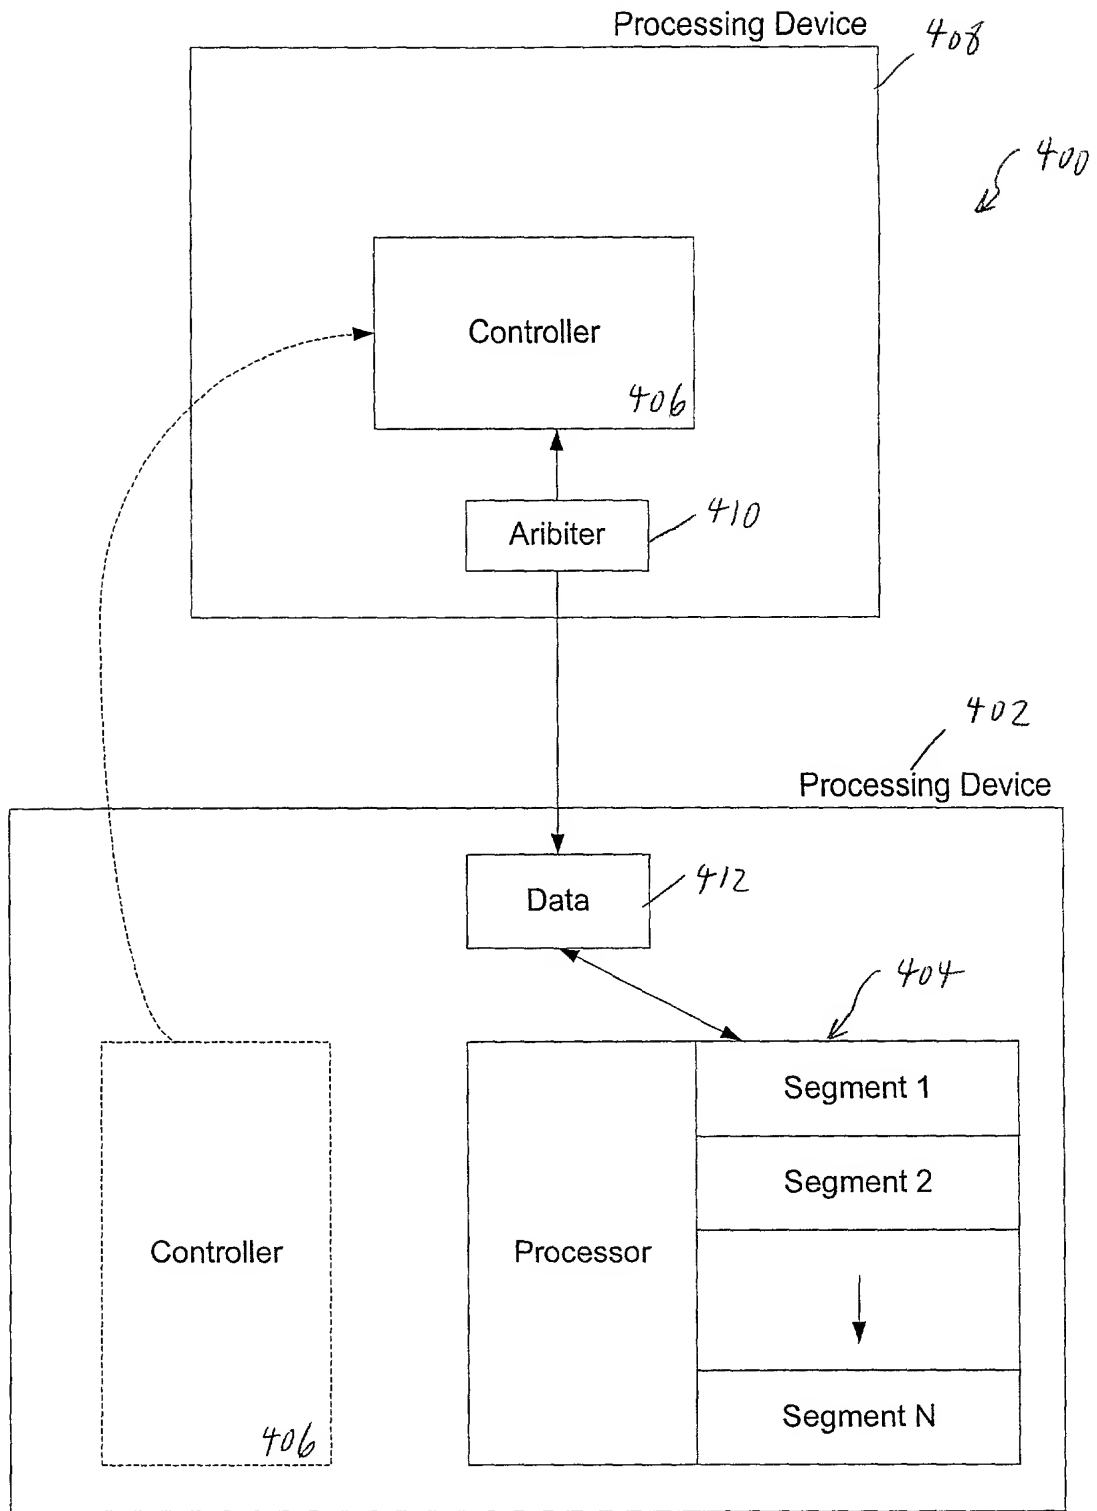 Processing Device
408
400
Controller
406
Aribiter
410
402
Processing Device
Data
412
404
Segment 1
Segment 2
Controller
Processor
Segment N
406